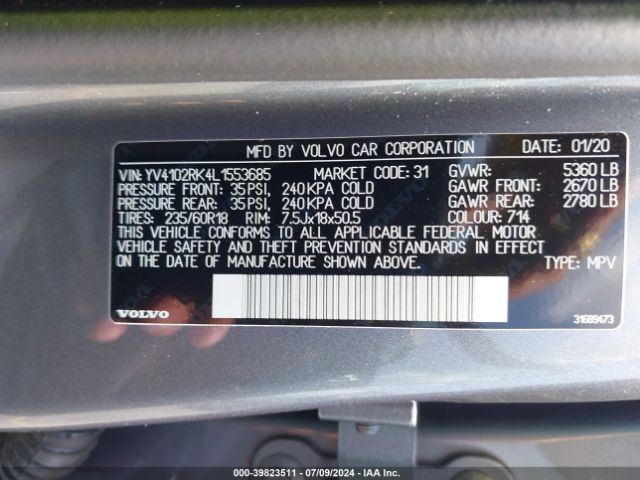 MFD BY VOLVO CAR CORPORATION DATE: 01/20
VIN: YV4102RK4L1553685 MARKET CODE: 31 GVWR: 5360 LB
PRESSURE FRONT: 35 PSI, 240 KPA COLD GAWR FRONT: 2670 LB
PRESSURE REAR: 35 PSI, 240 KPA COLD GAWR REAR: 2780 LB
TIRES: 235/60R18 RIM: 7.5Jx18x50.5 COLOUR: 714
THIS VEHICLE CONFORMS TO ALL APPLICABLE FEDERAL MOTOR
VEHICLE SAFETY AND THEFT PREVENTION STANDARDS IN EFFECT
ON THE DATE OF MANUFACTURE SHOWN ABOVE. TYPE: MPV
VOLVO 31689473
000-39823511 - 07/09/2024 - IAA Inc.